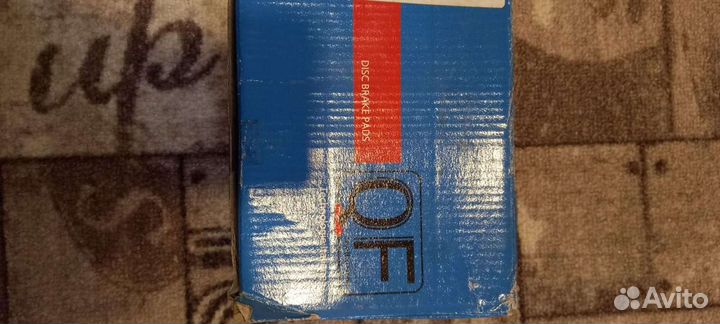 up
DISC BRAKE PADS
QF
Avito